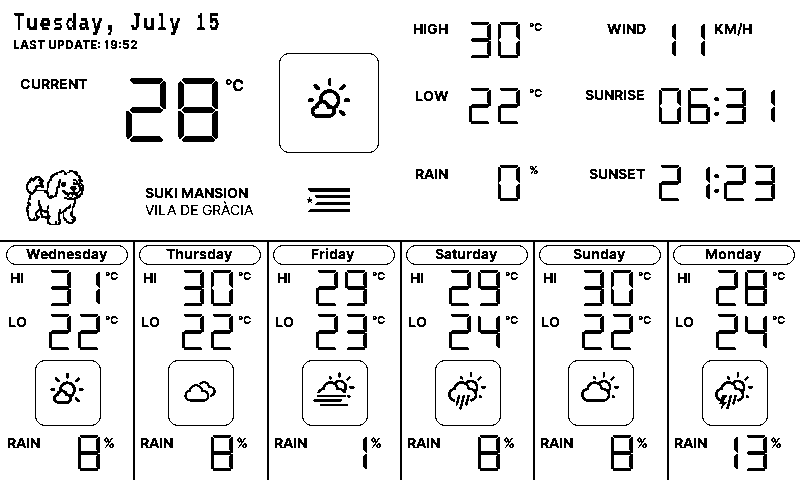 Tuesday, July 15
LAST UPDATE: 19:52
CURRENT 28 °C
SUKI MANSION
VILA DE GRÀCIA
HIGH 30 °C
LOW 22 °C
RAIN 0 %
WIND 11 KM/H
SUNRISE 06:31
SUNSET 21:23
Wednesday
HI 31 °C
LO 22 °C
RAIN 8 %
Thursday
HI 30 °C
LO 22 °C
RAIN 8 %
Friday
HI 29 °C
LO 23 °C
RAIN 1 %
Saturday
HI 29 °C
LO 24 °C
RAIN 8 %
Sunday
HI 30 °C
LO 22 °C
RAIN 8 %
Monday
HI 28 °C
LO 24 °C
RAIN 13 %